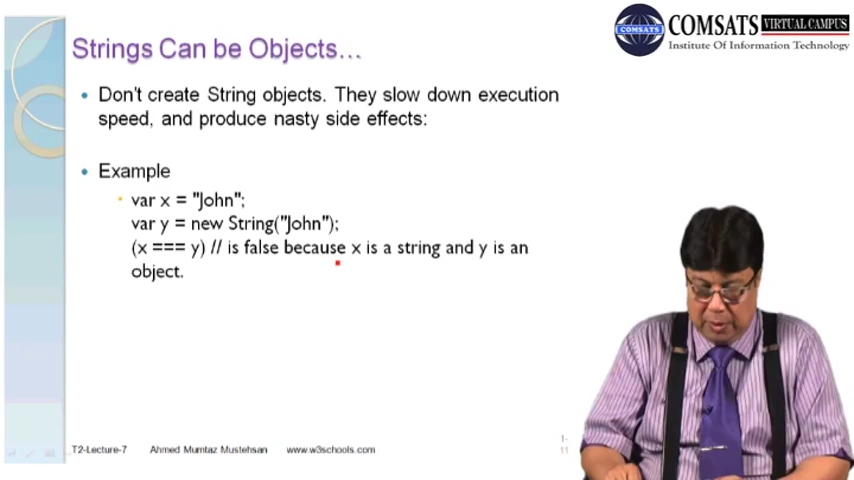 COMSATS VIRTUAL CAMPUS
COMSATS
Institute Of Information Technology
Strings Can be Objects…
Don't create String objects. They slow down execution
speed, and produce nasty side effects:
Example
var x = "John";
var y = new String("John");
(x === y) // is false because x is a string and y is an
object.
T2-Lecture-7 Ahmed Mumtaz Mustehsan www.w3schools.com
1-
11